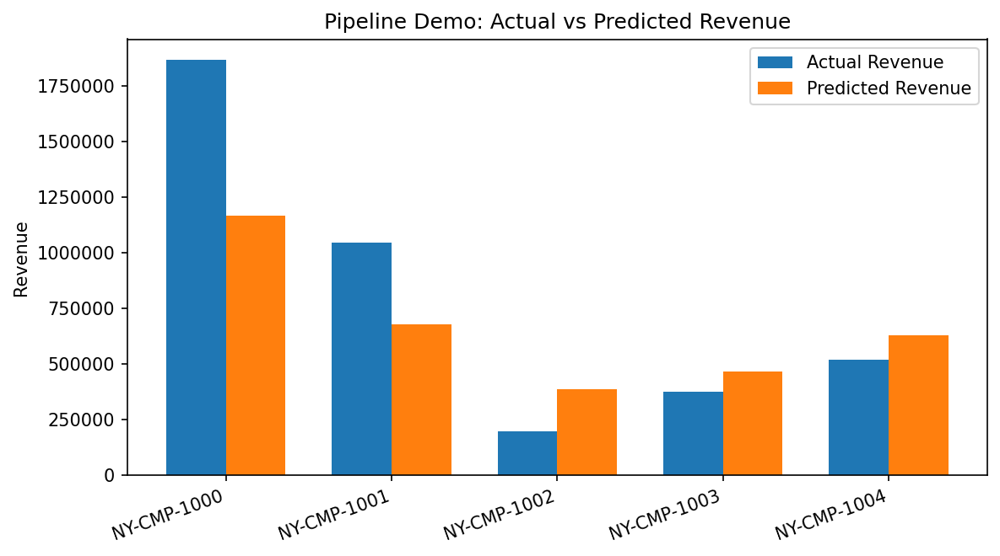 Pipeline Demo: Actual vs Predicted Revenue
Actual Revenue
Predicted Revenue
Revenue
1750000
1500000
1250000
1000000
750000
500000
250000
0
NY-CMP-1000
NY-CMP-1001
NY-CMP-1002
NY-CMP-1003
NY-CMP-1004